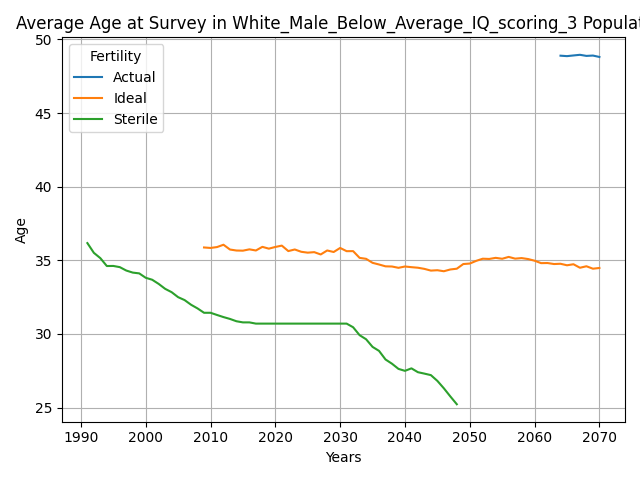 Average Age at Survey in White_Male_Below_Average_IQ_scoring_3 Populat
Fertility
Actual
Ideal
Sterile
50
45
40
35
30
25
Age
1990 2000 2010 2020 2030 2040 2050 2060 2070
Years